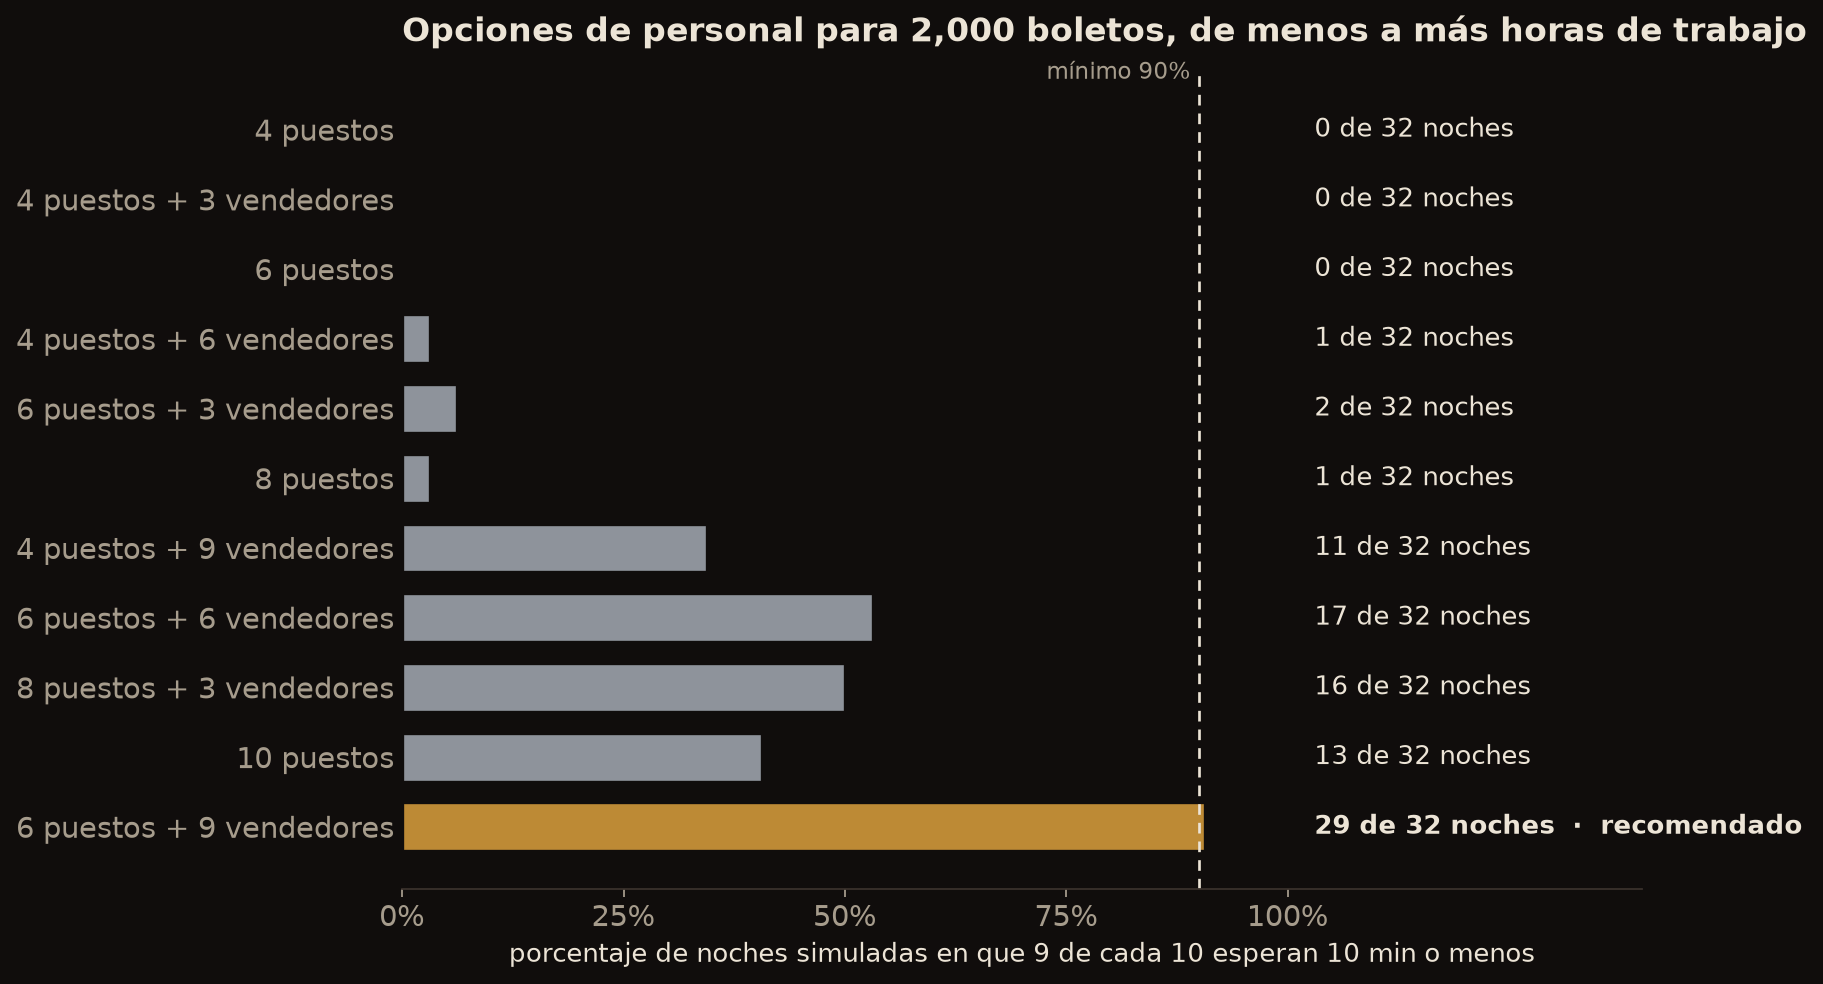 Opciones de personal para 2,000 boletos, de menos a más horas de trabajo
mínimo 90%
4 puestos 0 de 32 noches
4 puestos + 3 vendedores 0 de 32 noches
6 puestos 0 de 32 noches
4 puestos + 6 vendedores 1 de 32 noches
6 puestos + 3 vendedores 2 de 32 noches
8 puestos 1 de 32 noches
4 puestos + 9 vendedores 11 de 32 noches
6 puestos + 6 vendedores 17 de 32 noches
8 puestos + 3 vendedores 16 de 32 noches
10 puestos 13 de 32 noches
6 puestos + 9 vendedores 29 de 32 noches · recomendado
0% 25% 50% 75% 100%
porcentaje de noches simuladas en que 9 de cada 10 esperan 10 min o menos